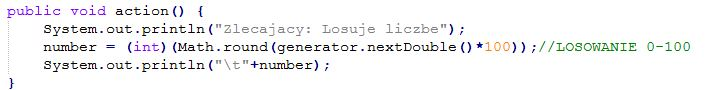 public void action() {
    System.out.println("Zlecajacy: Losuje liczbe");
    number = (int)(Math.round(generator.nextDouble()*100));//LOSOWANIE 0-100
    System.out.println("\t"+number);
}